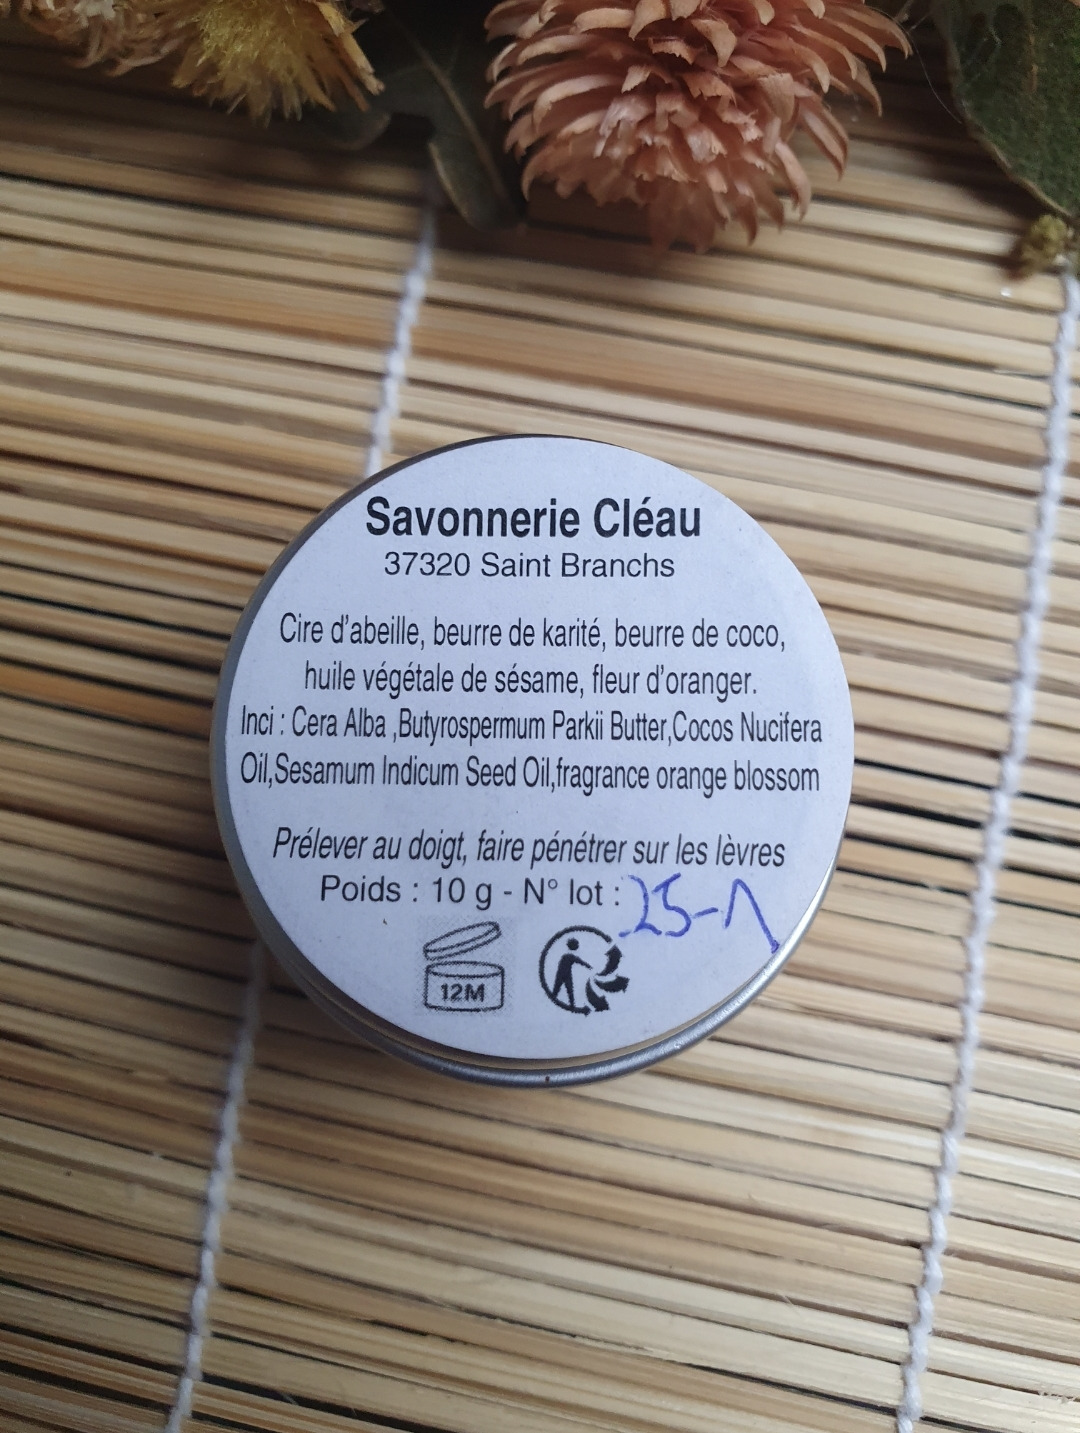 Savonnerie Cléau
37320 Saint Branchs
Cire d'abeille, beurre de karité, beurre de coco,
huile végétale de sésame, fleur d'oranger.
Inci : Cera Alba ,Butyrospermum Parkii Butter,Cocos Nucifera
Oil,Sesamum Indicum Seed Oil,fragrance orange blossom
Prélever au doigt, faire pénétrer sur les lèvres
Poids : 10 g - N° lot : 25-1
12M